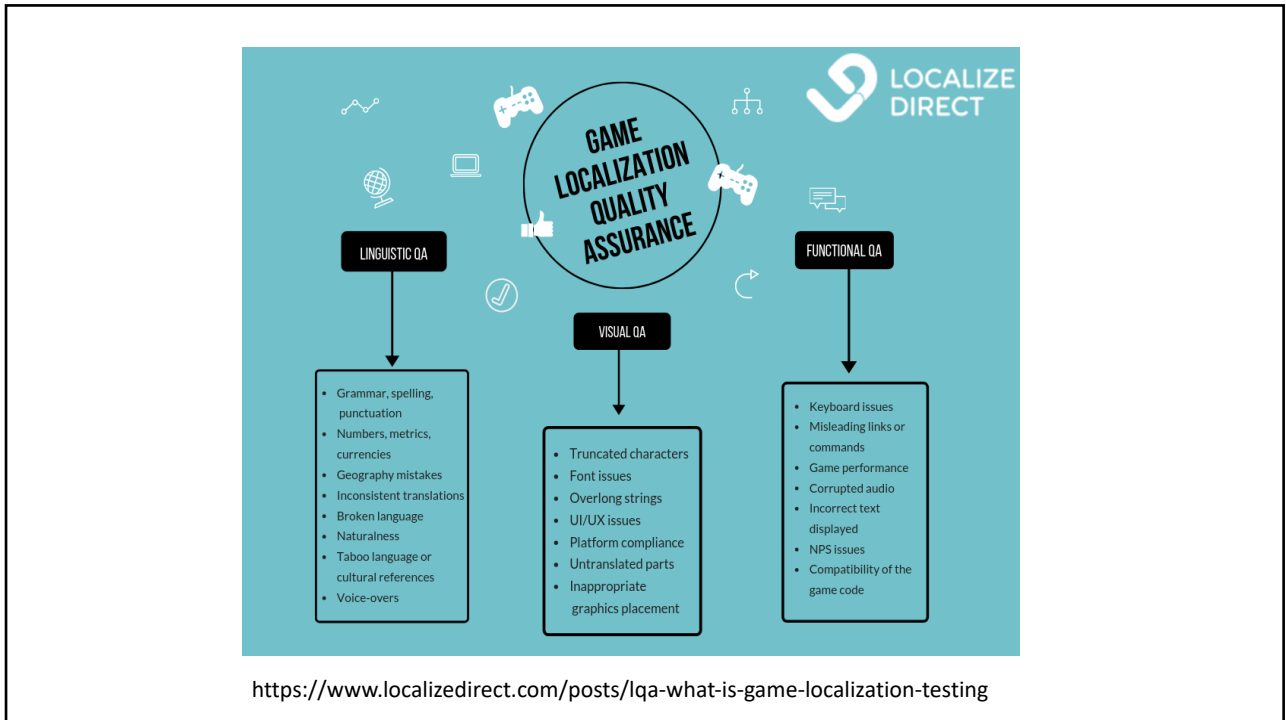 LOCALIZE
DIRECT
GAME
LOCALIZATION
QUALITY
ASSURANCE
LINGUISTIC QA
• Grammar, spelling,
punctuation
• Numbers, metrics,
currencies
• Geography mistakes
• Inconsistent translations
• Broken language
• Naturalness
• Taboo language or
cultural references
• Voice-overs
VISUAL QA
• Truncated characters
• Font issues
• Overlong strings
• UI/UX issues
• Platform compliance
• Untranslated parts
• Inappropriate
graphics placement
FUNCTIONAL QA
• Keyboard issues
• Misleading links or
commands
• Game performance
• Corrupted audio
• Incorrect text
displayed
• NPS issues
• Compatibility of the
game code
https://www.localizedirect.com/posts/lqa-what-is-game-localization-testing